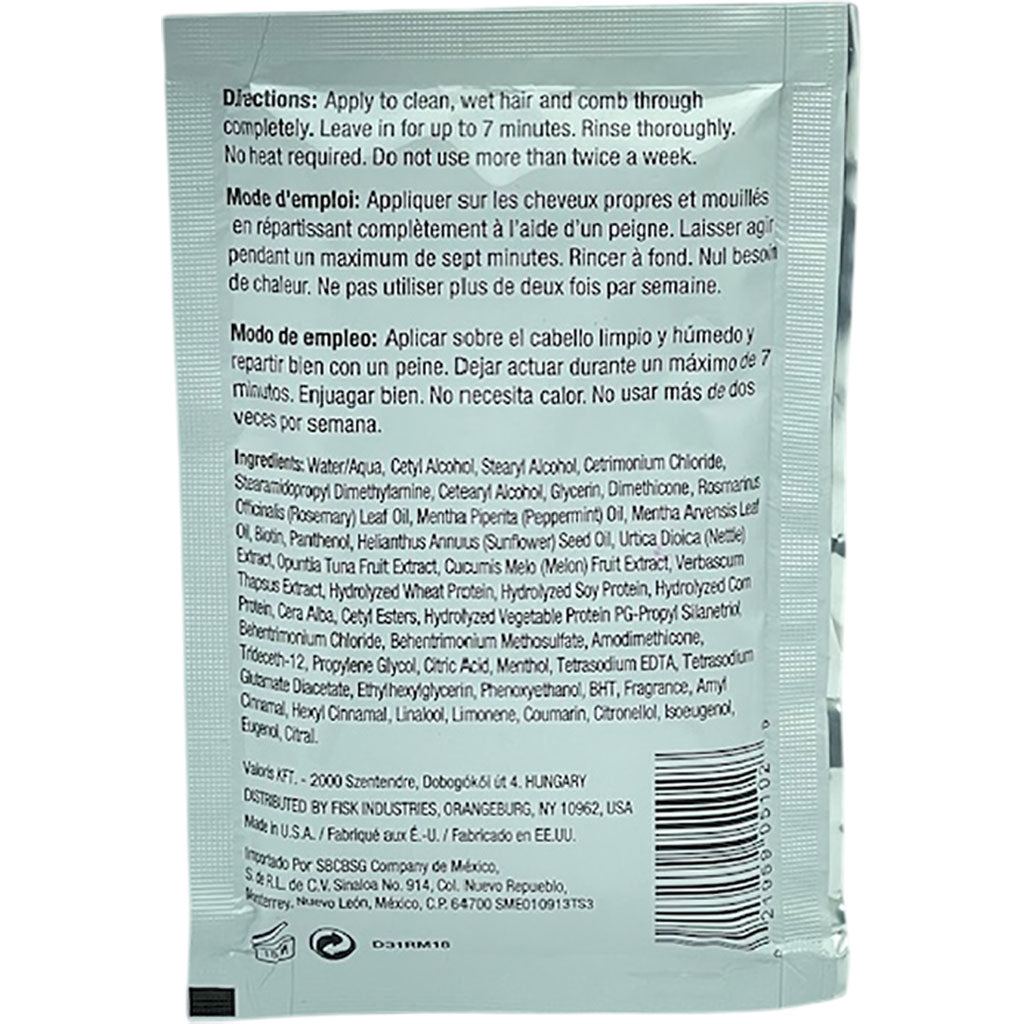 Directions: Apply to clean, wet hair and comb through
completely. Leave in for up to 7 minutes. Rinse thoroughly.
No heat required. Do not use more than twice a week.
Mode d'emploi: Appliquer sur les cheveux propres et mouillés
en répartissant complètement à l'aide d'un peigne. Laisser agir
pendant un maximum de sept minutes. Rincer à fond. Nul besoin
de chaleur. Ne pas utiliser plus de deux fois par semaine.
Modo de empleo: Aplicar sobre el cabello limpio y húmedo y
repartir bien con un peine. Dejar actuar durante un máximo de 7
minutos. Enjuagar bien. No necesita calor. No usar más de dos
veces por semana.
Ingredients: Water/Aqua, Cetyl Alcohol, Stearyl Alcohol, Cetrimonium Chloride,
Stearamidopropyl Dimethylamine, Cetearyl Alcohol, Glycerin, Dimethicone, Rosmarinus
Officinalis (Rosemary) Leaf Oil, Mentha Piperita (Peppermint) Oil, Mentha Arvensis Leaf
Oil, Biotin, Panthenol, Helianthus Annuus (Sunflower) Seed Oil, Urtica Dioica (Nettle)
Extract, Opuntia Tuna Fruit Extract, Cucumis Melo (Melon) Fruit Extract, Verbascum
Thapsus Extract, Hydrolyzed Wheat Protein, Hydrolyzed Soy Protein, Hydrolyzed Corn
Protein, Cera Alba, Cetyl Esters, Hydrolyzed Vegetable Protein PG-Propyl Silanetriol
Behentrimonium Chloride, Behentrimonium Methosulfate, Amodimethicone,
Trideceth-12, Propylene Glycol, Citric Acid, Menthol, Tetrasodium EDTA, Tetrasodium
Glutamate Diacetate, Ethylhexylglycerin, Phenoxyethanol, BHT, Fragrance, Amyl
Cinnamal, Hexyl Cinnamal, Linalool, Limonene, Coumarin, Citronellol, Isoeugenol,
Eugenol, Citral.
Valoris KFT. - 2000 Szentendre, Dobogókői út 4. HUNGARY
DISTRIBUTED BY FISK INDUSTRIES, ORANGEBURG, NY 10962, USA
Made in U.S.A. / Fabriqué aux É.-U. / Fabricado en EE.UU.
Importado Por SBCBSG Company de México,
S. de R.L. de C.V. Sinaloa No. 914, Col. Nuevo Repueblo,
Monterrey, Nuevo León, México, C.P. 64700 SME010913TS3
D31RM18
0 21959 05102 9